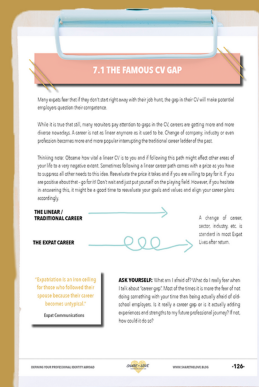 7.1 THE FAMOUS CV GAP
Many expats fear that if they don't start right away with their job hunt, the gap in their CV will make potential
employers question their competence.
While it is true that still, many recruiters pay attention to gaps in the CV, careers are getting more and more
diverse nowadays. A career is not as linear anymore as it used to be. Change of company, industry or even
profession becomes more and more popular interrupting the traditional career ladder of the past.
Thinking note: Observe how vital a linear CV is to you and if following this path might affect other areas of
your life to a very negative extent. Sometimes following a linear career path comes with a price as you have
to suppress all other needs to this idea. Reevaluate the price it takes and if you are willing to pay for it. If you
are positive about that - go for it! Don't wait and just put yourself on the playing field. However, if you hesitate
in answering this, it might be a good time to reevaluate your goals and values and align your career plans
accordingly.
THE LINEAR /
TRADITIONAL CAREER
A change of career,
sector, industry etc. is
standard in most Expat
Lives after return.
THE EXPAT CAREER
"Expatriation is an iron ceiling
for those who followed their
spouse because their career
becomes 'untypical'!
Expat Communications
ASK YOURSELF: What am I afraid of? What do I really fear when
I talk about "career gap"? Most of the times it is more the fear of not
doing something with your time than being actually afraid of old-
school employers. Is it really a career gap or is it actually adding
experiences and strengths to my future professional journey? If not,
how could it do so?
-126-